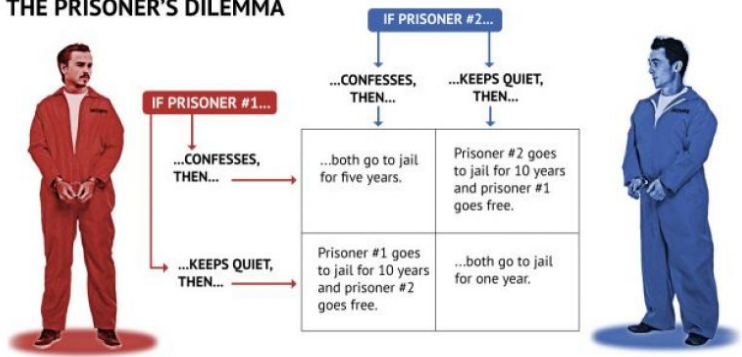 THE PRISONER'S DILEMMA
IF PRISONER #2...
...CONFESSES,
THEN...
...KEEPS QUIET,
THEN...
IF PRISONER #1...
...CONFESSES,
THEN...
...both go to jail
for five years.
Prisoner #2 goes
to jail for 10 years
and prisoner #1
goes free.
...KEEPS QUIET,
THEN...
Prisoner #1 goes
to jail for 10 years
and prisoner #2
goes free.
...both go to jail
for one year.